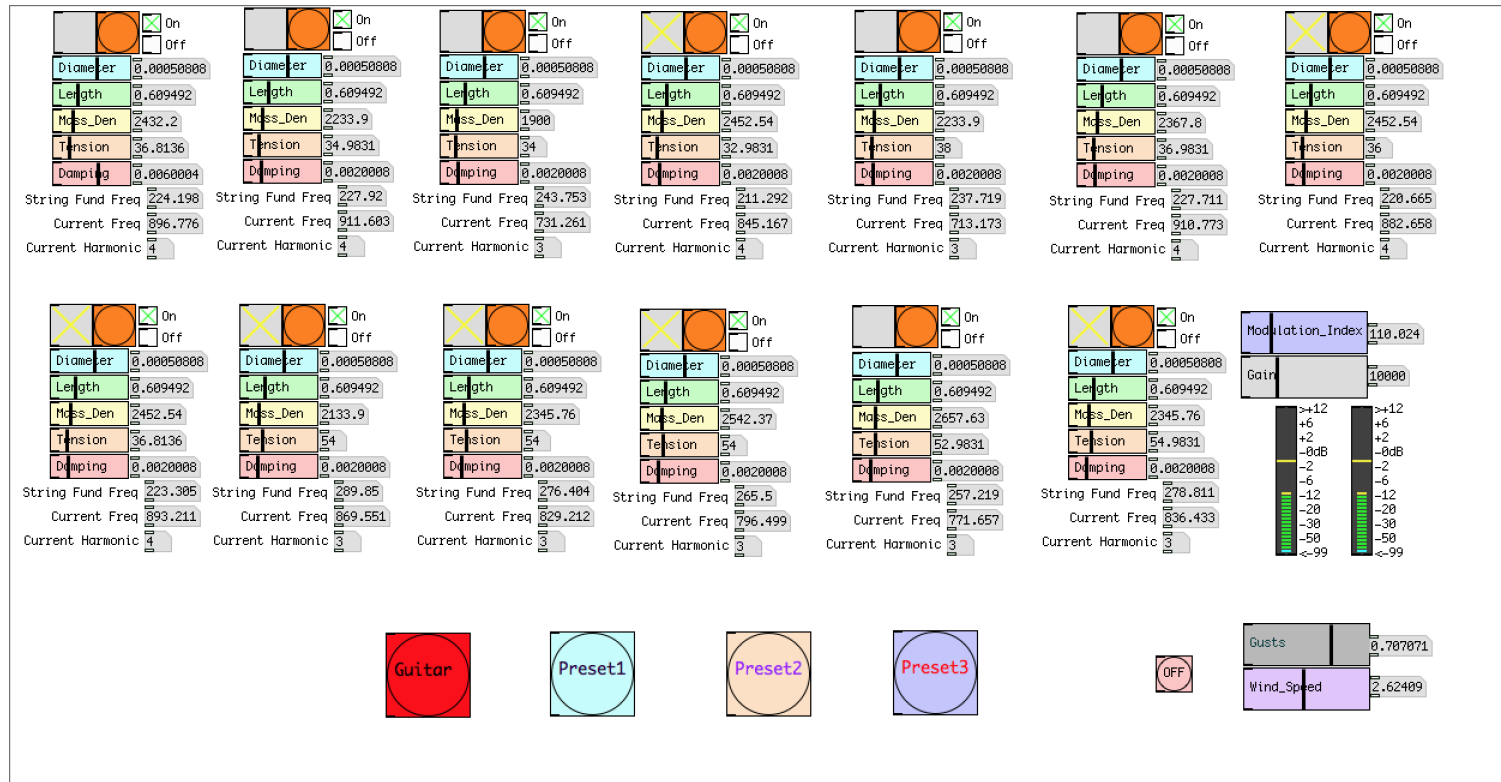 On
Off
Diameter 0.00050808
Length 0.609492
Mass_Den 2432.2
Tension 36.8136
Damping 0.0060004
String Fund Freq 224.198
Current Freq 896.776
Current Harmonic 4
On
Off
Diameter 0.00050808
Length 0.609492
Mass_Den 2233.9
Tension 34.9831
Damping 0.0020008
String Fund Freq 227.92
Current Freq 911.603
Current Harmonic 4
On
Off
Diameter 0.00050808
Length 0.609492
Mass_Den 1900
Tension 34
Damping 0.0020008
String Fund Freq 243.753
Current Freq 731.261
Current Harmonic 3
On
Off
Diameter 0.00050808
Length 0.609492
Mass_Den 2452.54
Tension 32.9831
Damping 0.0020008
String Fund Freq 211.292
Current Freq 845.167
Current Harmonic 4
On
Off
Diameter 0.00050808
Length 0.609492
Mass_Den 2233.9
Tension 38
Damping 0.0020008
String Fund Freq 237.719
Current Freq 713.173
Current Harmonic 3
On
Off
Diameter 0.00050808
Length 0.609492
Mass_Den 2367.8
Tension 36.9831
Damping 0.0020008
String Fund Freq 227.711
Current Freq 910.773
Current Harmonic 4
On
Off
Diameter 0.00050808
Length 0.609492
Mass_Den 2452.54
Tension 36
Damping 0.0020008
String Fund Freq 220.665
Current Freq 882.658
Current Harmonic 4
On
Off
Diameter 0.00050808
Length 0.609492
Mass_Den 2452.54
Tension 36.8136
Damping 0.0020008
String Fund Freq 223.305
Current Freq 893.211
Current Harmonic 4
On
Off
Diameter 0.00050808
Length 0.609492
Mass_Den 2133.9
Tension 54
Damping 0.0020008
String Fund Freq 289.85
Current Freq 869.551
Current Harmonic 3
On
Off
Diameter 0.00050808
Length 0.609492
Mass_Den 2345.76
Tension 54
Damping 0.0020008
String Fund Freq 276.404
Current Freq 829.212
Current Harmonic 3
On
Off
Diameter 0.00050808
Length 0.609492
Mass_Den 2542.37
Tension 54
Damping 0.0020008
String Fund Freq 265.5
Current Freq 796.499
Current Harmonic 3
On
Off
Diameter 0.00050808
Length 0.609492
Mass_Den 2657.63
Tension 52.9831
Damping 0.0020008
String Fund Freq 257.219
Current Freq 771.657
Current Harmonic 3
On
Off
Diameter 0.00050808
Length 0.609492
Mass_Den 2345.76
Tension 54.9831
Damping 0.0020008
String Fund Freq 278.811
Current Freq 836.433
Current Harmonic 3
Modulation_Index 110.024
Gain 10000
>+12 >+12
+6 +6
+2 +2
-0dB -0dB
-2 -2
-6 -6
-12 -12
-20 -20
-30 -30
-50 -50
<-99 <-99
Guitar
Preset1
Preset2
Preset3
OFF
Gusts 0.707071
Wind_Speed 2.62409